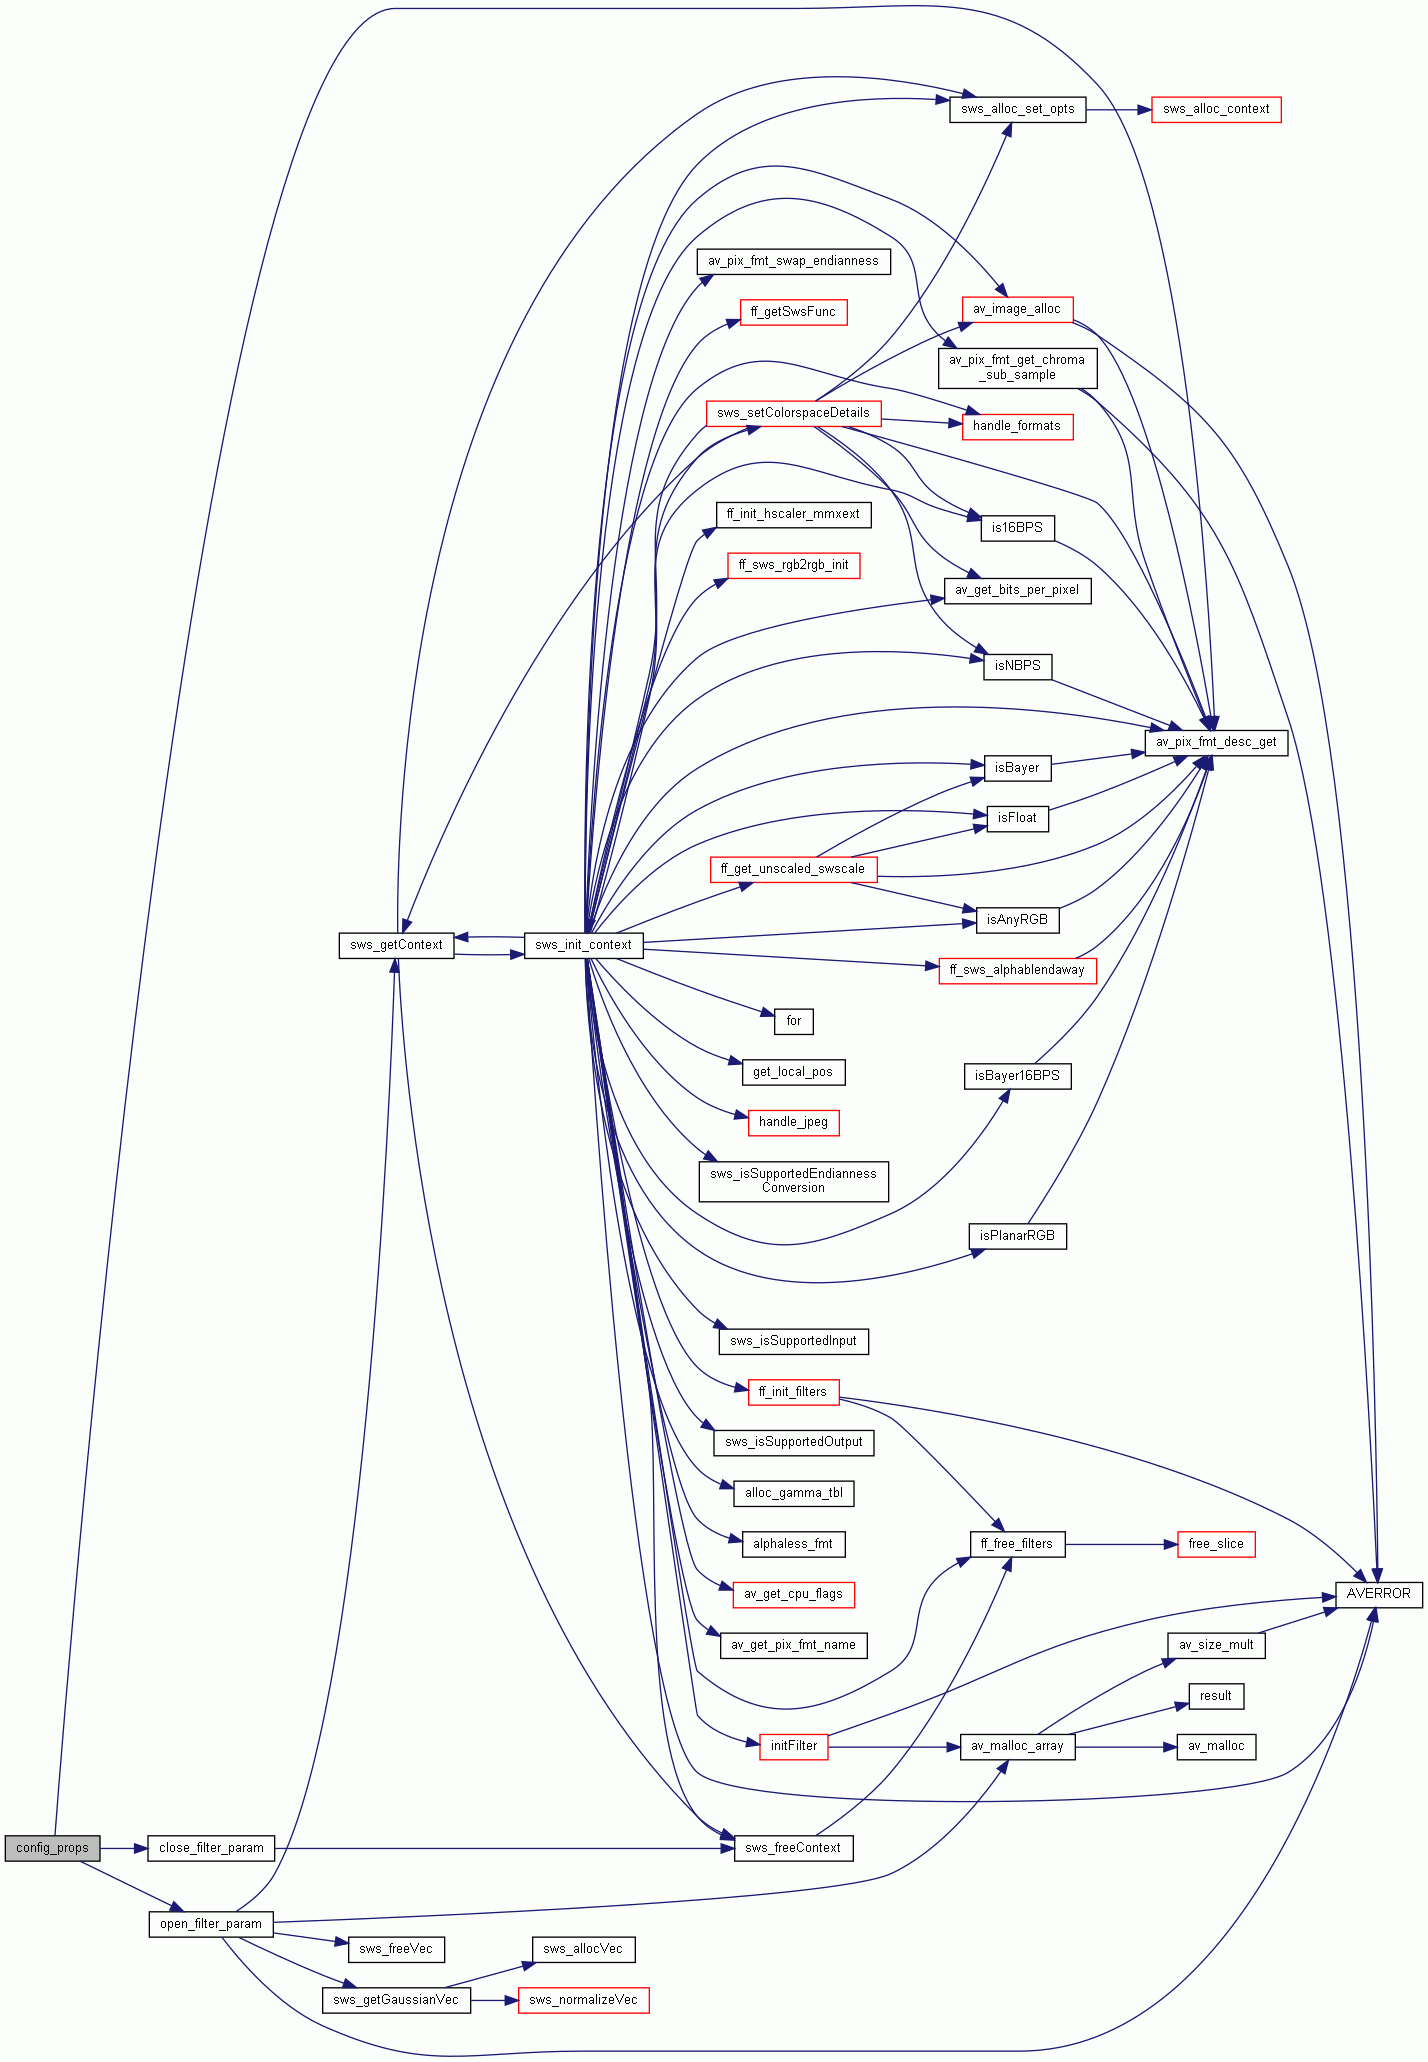 sws_alloc_set_opts
sws_alloc_context
av_pix_fmt_swap_endianness
ff_getSwsFunc
av_image_alloc
av_pix_fmt_get_chroma
_sub_sample
sws_setColorspaceDetails
handle_formats
ff_init_hscaler_mmxext
is16BPS
ff_sws_rgb2rgb_init
av_get_bits_per_pixel
isNBPS
av_pix_fmt_desc_get
isBayer
isFloat
ff_get_unscaled_swscale
isAnyRGB
sws_getContext
sws_init_context
ff_sws_alphablendaway
for
get_local_pos
isBayer16BPS
handle_jpeg
sws_isSupportedEndianness
Conversion
isPlanarRGB
sws_isSupportedInput
ff_init_filters
sws_isSupportedOutput
alloc_gamma_tbl
alphaless_fmt
ff_free_filters
free_slice
av_get_cpu_flags
AVERROR
av_get_pix_fmt_name
av_size_mult
result
initFilter
av_malloc_array
av_malloc
config_props
close_filter_param
sws_freeContext
open_filter_param
sws_freeVec
sws_allocVec
sws_getGaussianVec
sws_normalizeVec